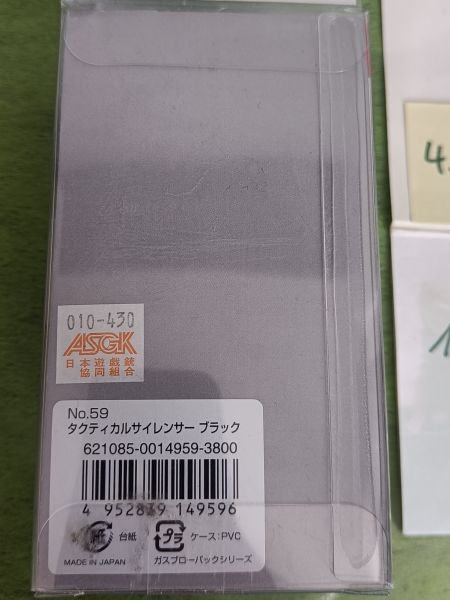 010-430
ASGK
日本遊戯銃
協同組合
No.59
タクティカルサイレンサー ブラック
621085-0014959-3800
4 952839 149596
紙 台紙 プラ ケース:PVC
MADE IN JAPAN ガスブローバックシリーズ